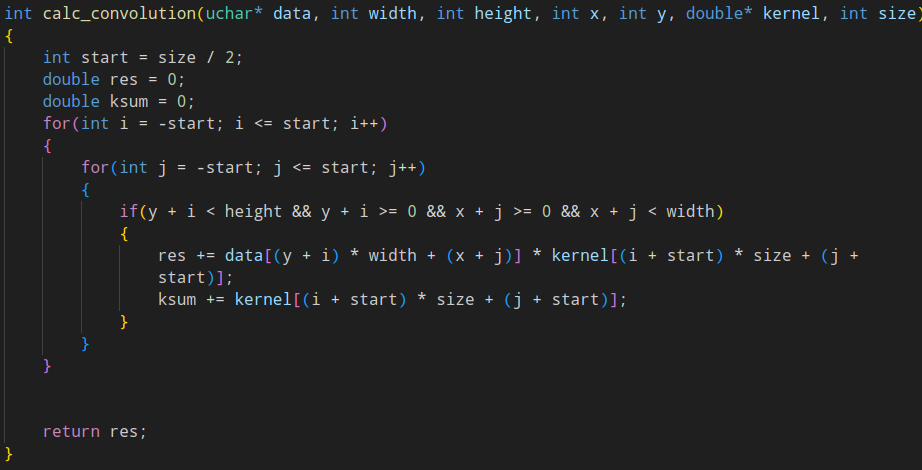 int calc_convolution(uchar* data, int width, int height, int x, int y, double* kernel, int size)
{
    int start = size / 2;
    double res = 0;
    double ksum = 0;
    for(int i = -start; i <= start; i++)
    {
        for(int j = -start; j <= start; j++)
        {
            if(y + i < height && y + i >= 0 && x + j >= 0 && x + j < width)
            {
                res += data[(y + i) * width + (x + j)] * kernel[(i + start) * size + (j +
                start)];
                ksum += kernel[(i + start) * size + (j + start)];
            }
        }
    }
    return res;
}